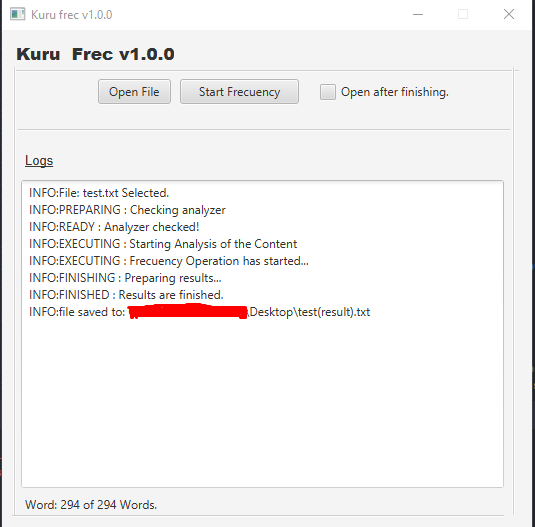 Kuru frec v1.0.0
Kuru Frec v1.0.0
Open File
Start Frecuency
Open after finishing.
Logs
INFO:File: test.txt Selected.
INFO:PREPARING : Checking analyzer
INFO:READY : Analyzer checked!
INFO:EXECUTING : Starting Analysis of the Content
INFO:EXECUTING : Frecuency Operation has started...
INFO:FINISHING : Preparing results...
INFO:FINISHED : Results are finished.
INFO:file saved to: \Desktop\test(result).txt
Word: 294 of 294 Words.